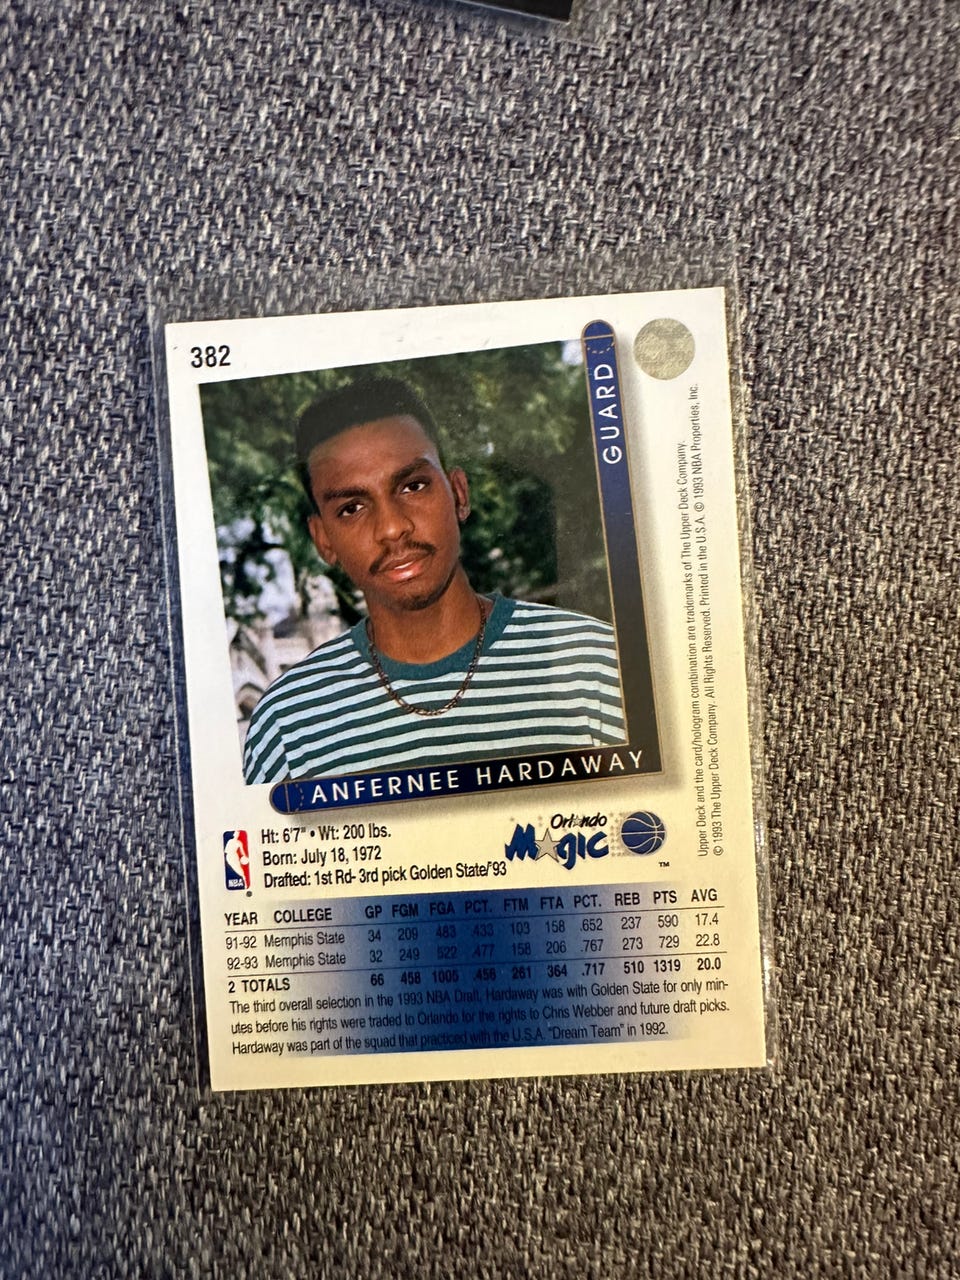 382
GUARD
ANFERNEE HARDAWAY
Ht: 6'7" • Wt: 200 lbs.
Born: July 18, 1972
Drafted: 1st Rd- 3rd pick Golden State/'93
NBA
Orlando
Magic
TM
YEAR COLLEGE GP FGM FGA PCT. FTM FTA PCT. REB PTS AVG
91-92 Memphis State 34 209 483 .433 103 158 .652 237 590 17.4
92-93 Memphis State 32 249 522 .477 158 206 .767 273 729 22.8
2 TOTALS 66 458 1005 .456 261 364 .717 510 1319 20.0
The third overall selection in the 1993 NBA Draft, Hardaway was with Golden State for only min-
utes before his rights were traded to Orlando for the rights to Chris Webber and future draft picks.
Hardaway was part of the squad that practiced with the U.S.A. "Dream Team" in 1992.
Upper Deck and the card/hologram combination are trademarks of The Upper Deck Company.
© 1993 The Upper Deck Company. All Rights Reserved. Printed in the U.S.A. © 1993 NBA Properties, Inc.